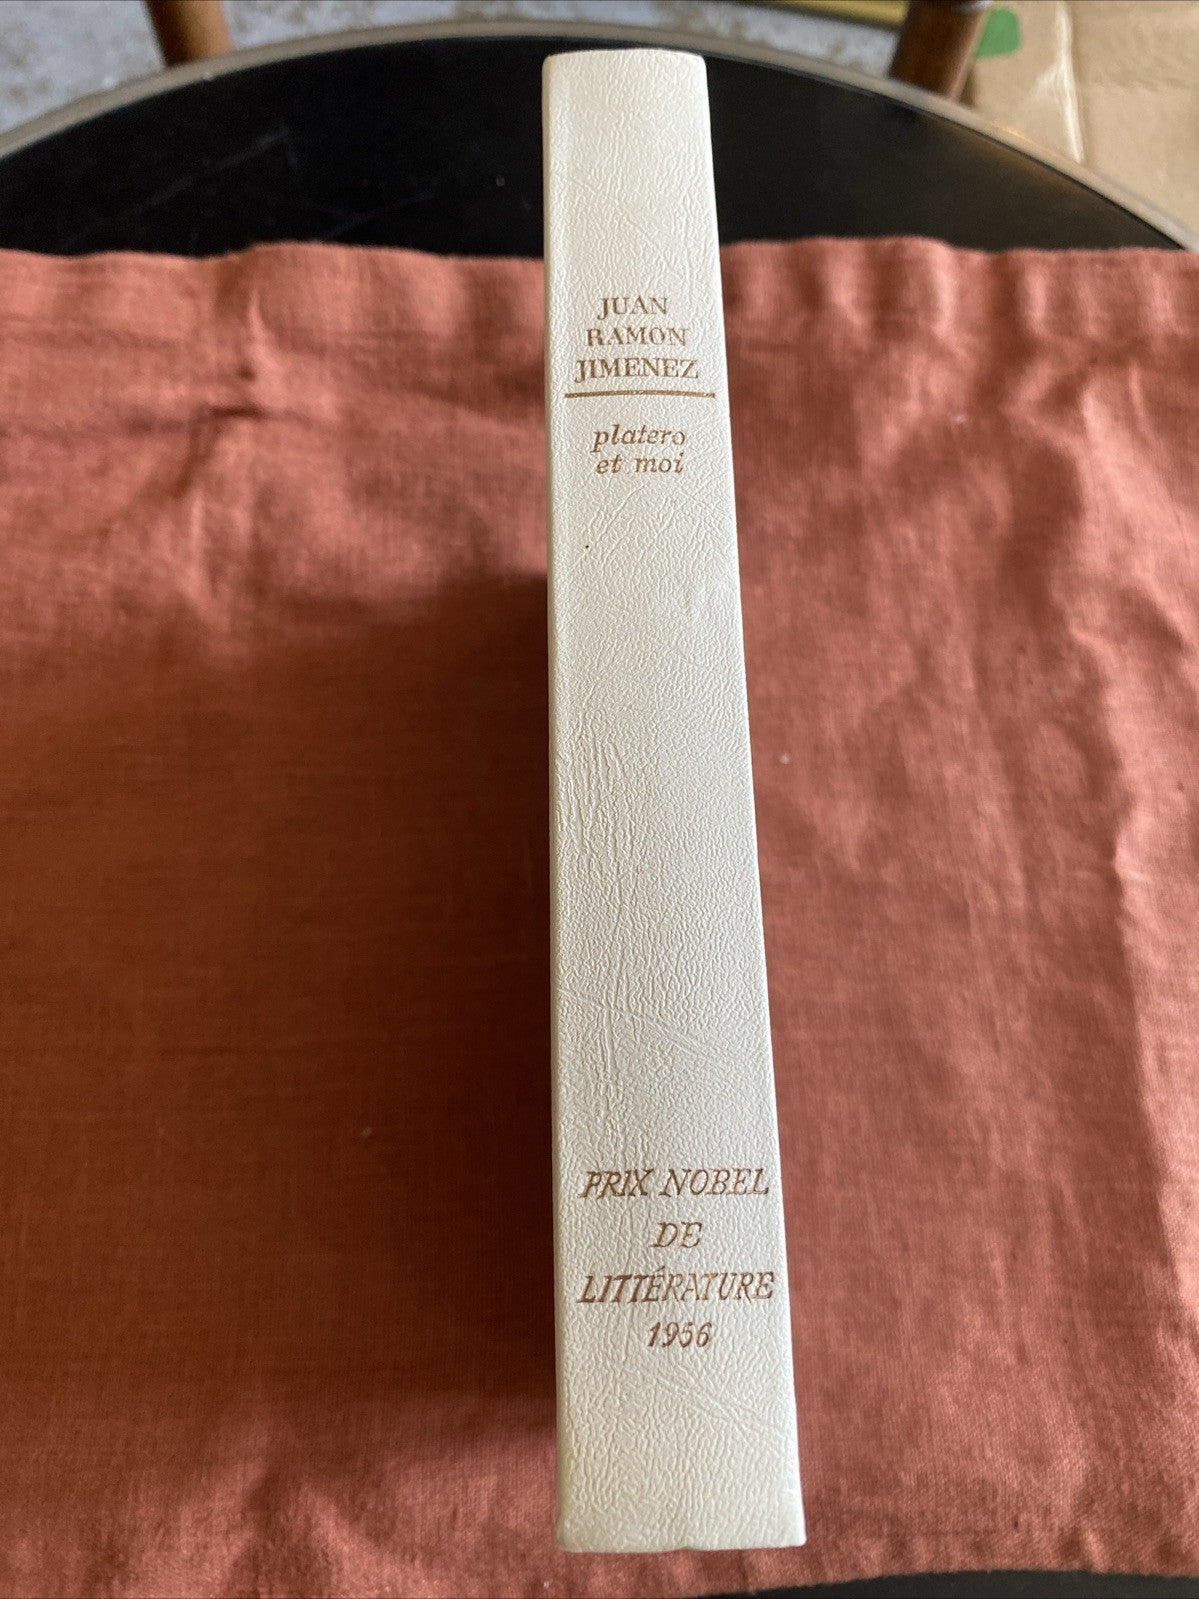 JUAN
RAMON
JIMENEZ
platero
et moi
PRIX NOBEL
DE
LITTÉRATURE
1956